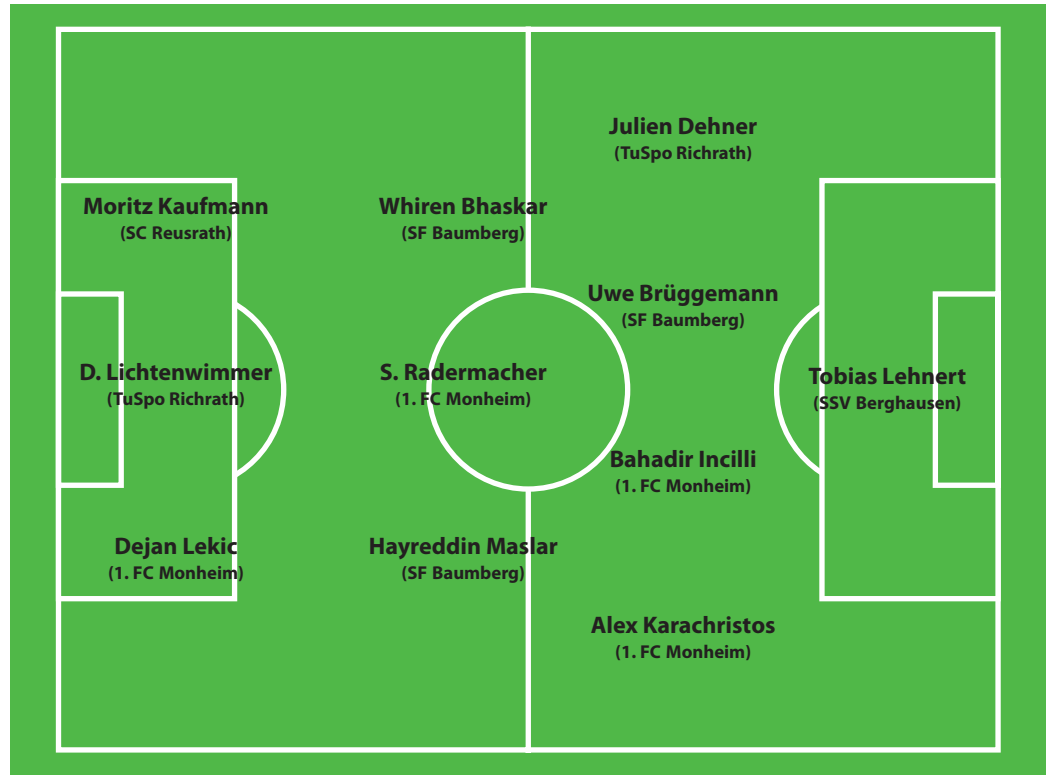 Julien Dehner
(TuSpo Richrath)
Moritz Kaufmann
(SC Reusrath)
Whiren Bhaskar
(SF Baumberg)
Uwe Brüggemann
(SF Baumberg)
D. Lichtenwimmer
(TuSpo Richrath)
S. Radermacher
(1. FC Monheim)
Tobias Lehnert
(SSV Berghausen)
Bahadir Incilli
(1. FC Monheim)
Dejan Lekic
(1. FC Monheim)
Hayreddin Maslar
(SF Baumberg)
Alex Karachristos
(1. FC Monheim)